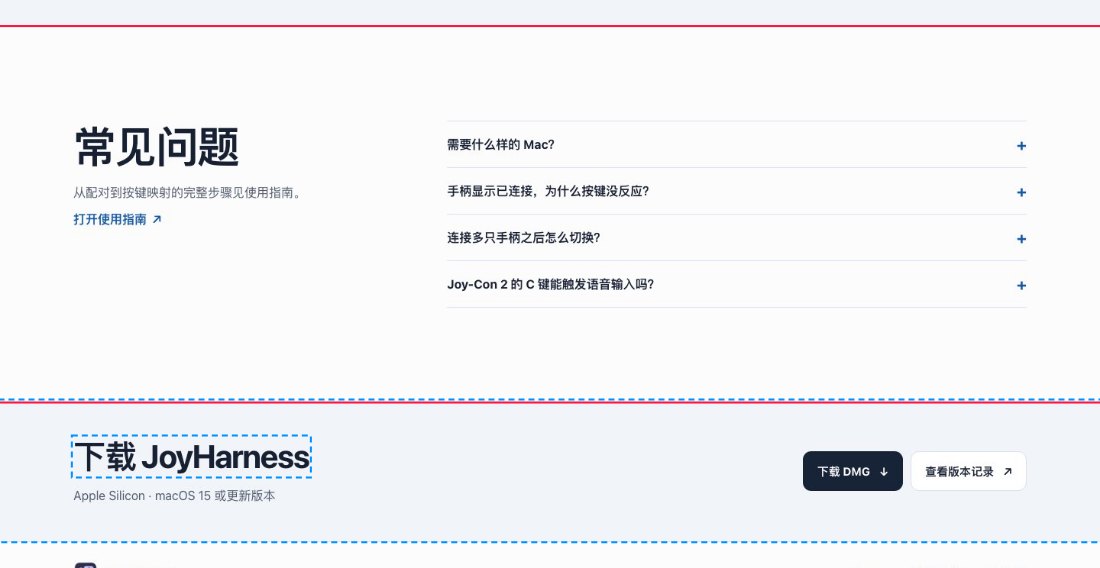 常见问题
从配对到按键映射的完整步骤见使用指南。
打开使用指南 ↗
需要什么样的 Mac? +
手柄显示已连接，为什么按键没反应? +
连接多只手柄之后怎么切换? +
Joy-Con 2 的 C 键能触发语音输入吗? +
下载 JoyHarness
Apple Silicon · macOS 15 或更新版本
下载 DMG ↓
查看版本记录 ↗